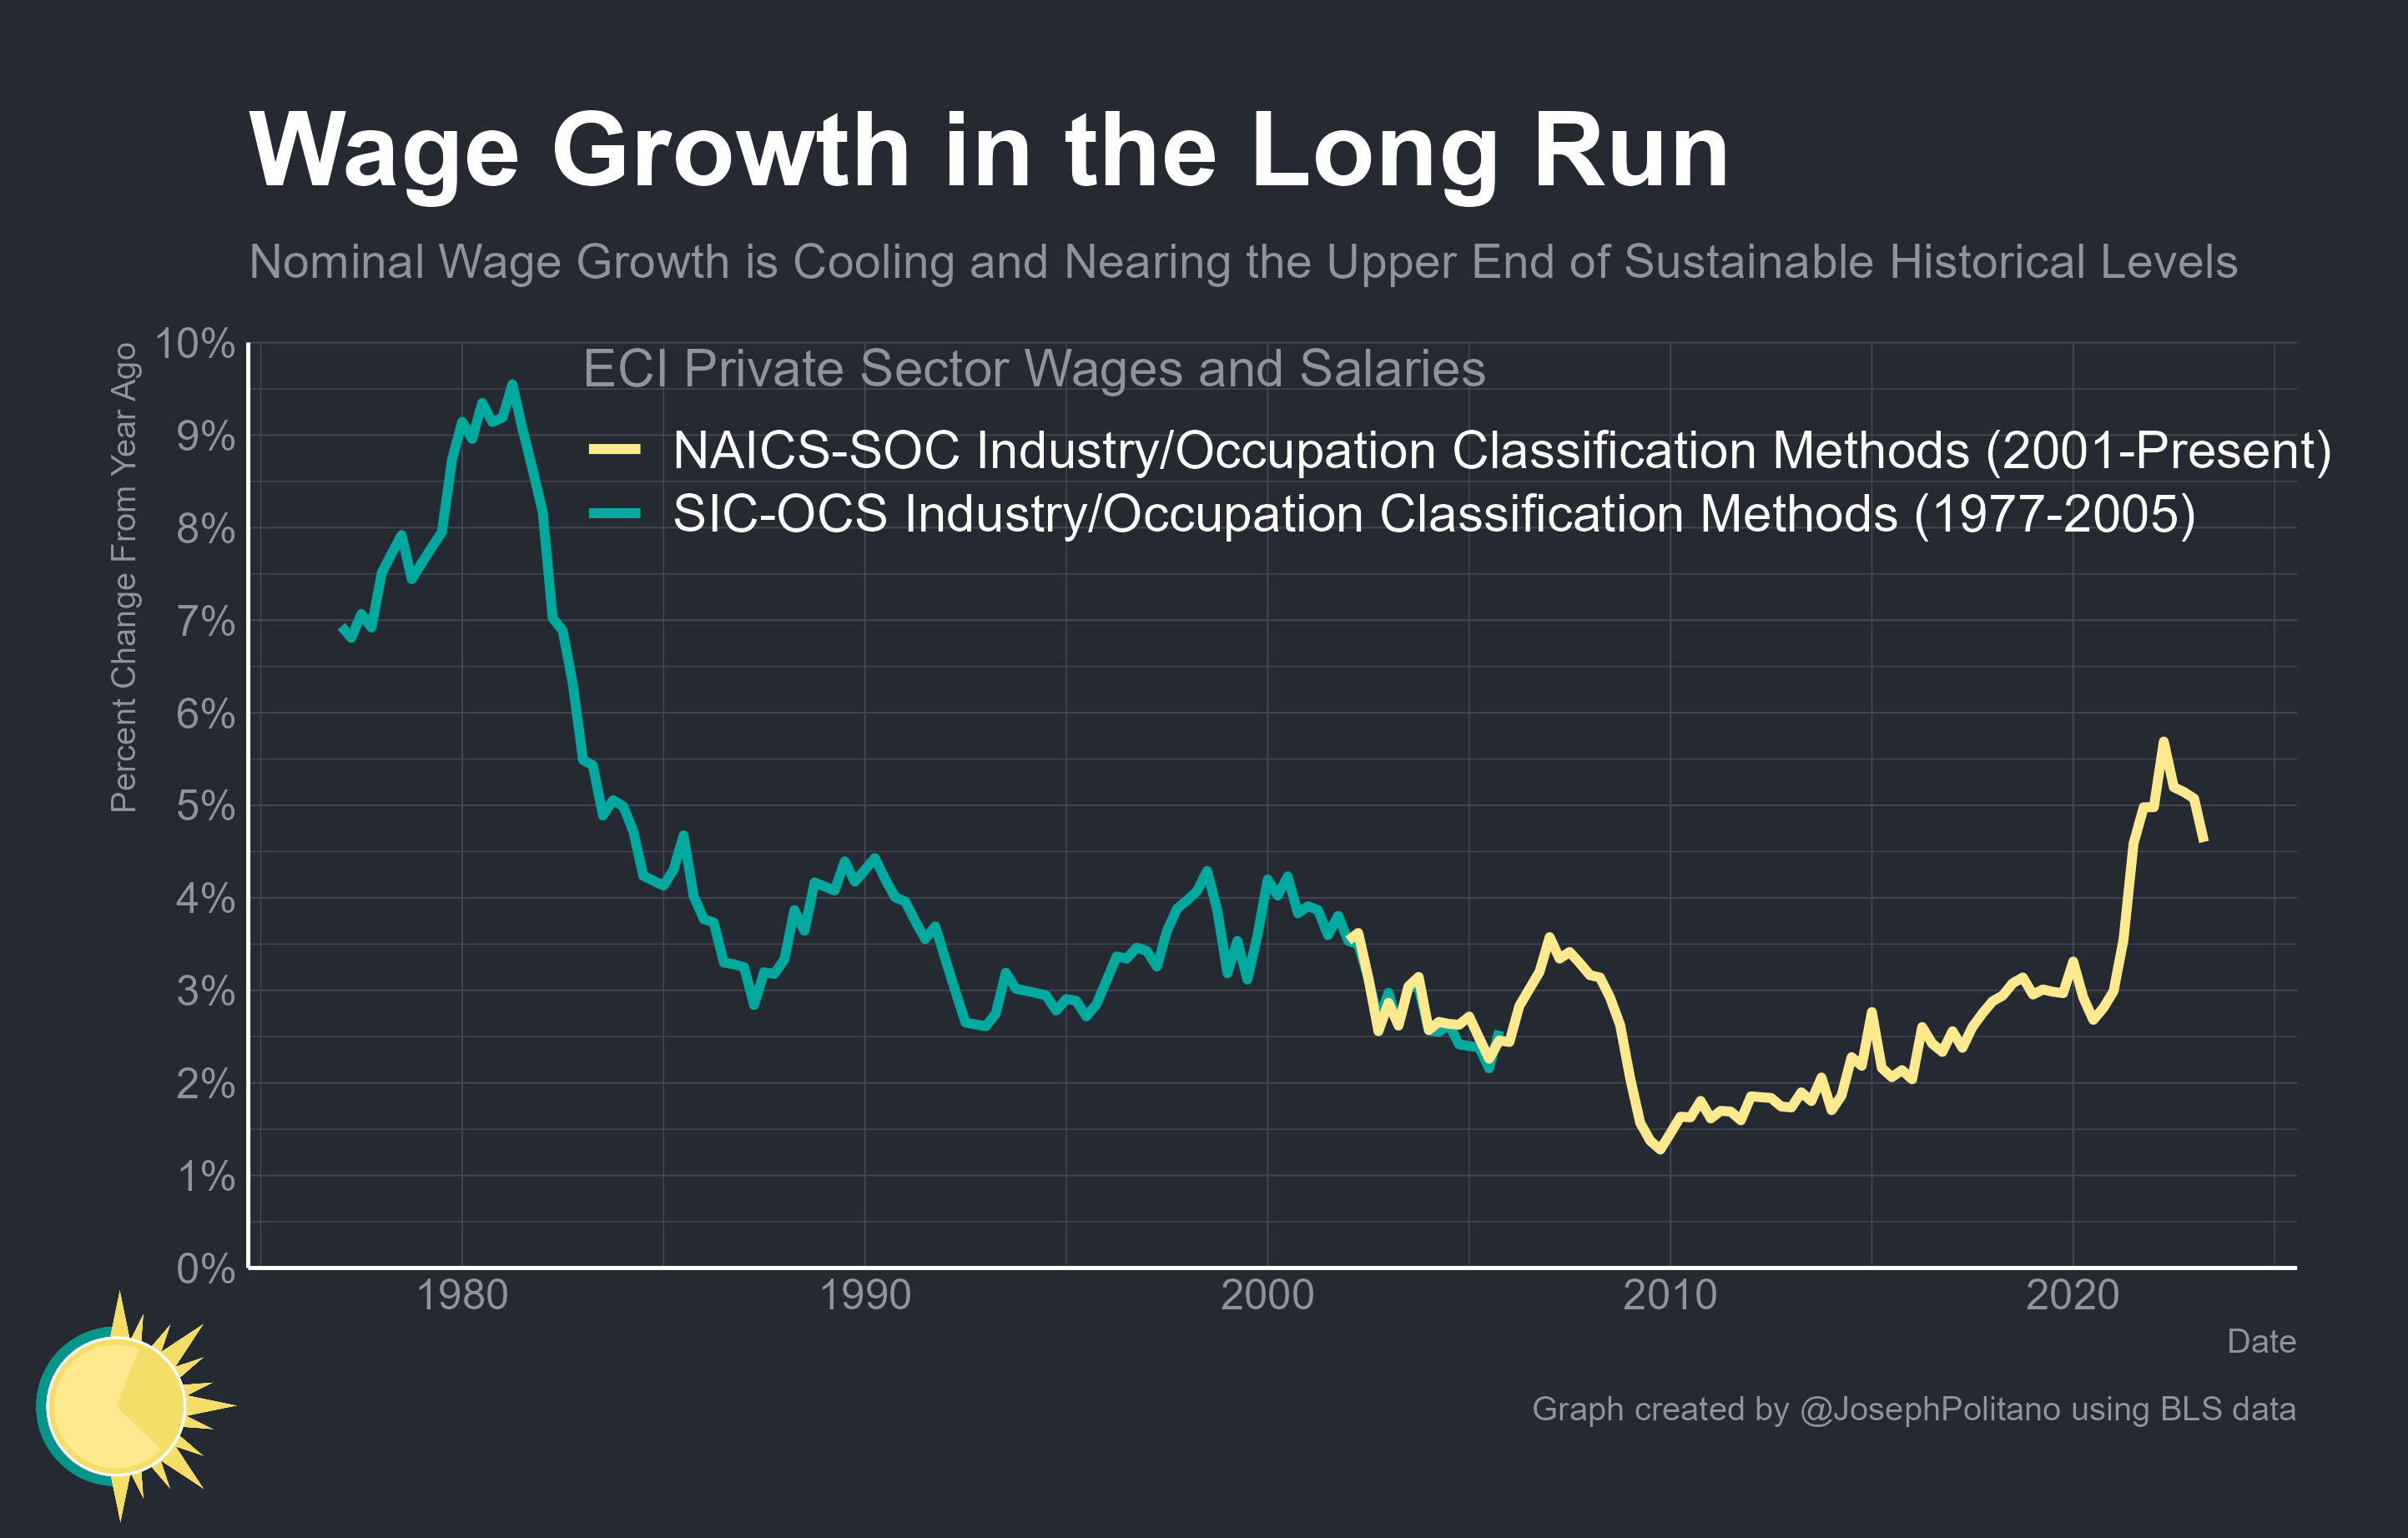 Wage Growth in the Long Run
Nominal Wage Growth is Cooling and Nearing the Upper End of Sustainable Historical Levels
Percent Change From Year Ago
10%
9%
8%
7%
6%
5%
4%
3%
2%
1%
0%
ECI Private Sector Wages and Salaries
NAICS-SOC Industry/Occupation Classification Methods (2001-Present)
SIC-OCS Industry/Occupation Classification Methods (1977-2005)
1980 1990 2000 2010 2020
Date
Graph created by @JosephPolitano using BLS data